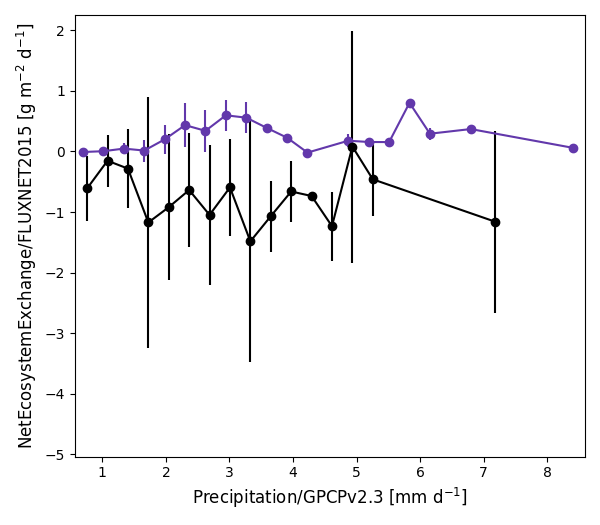 NetEcosystemExchange/FLUXNET2015 [g m⁻² d⁻¹]
2
1
0
−1
−2
−3
−4
−5
1 2 3 4 5 6 7 8
Precipitation/GPCPv2.3 [mm d⁻¹]